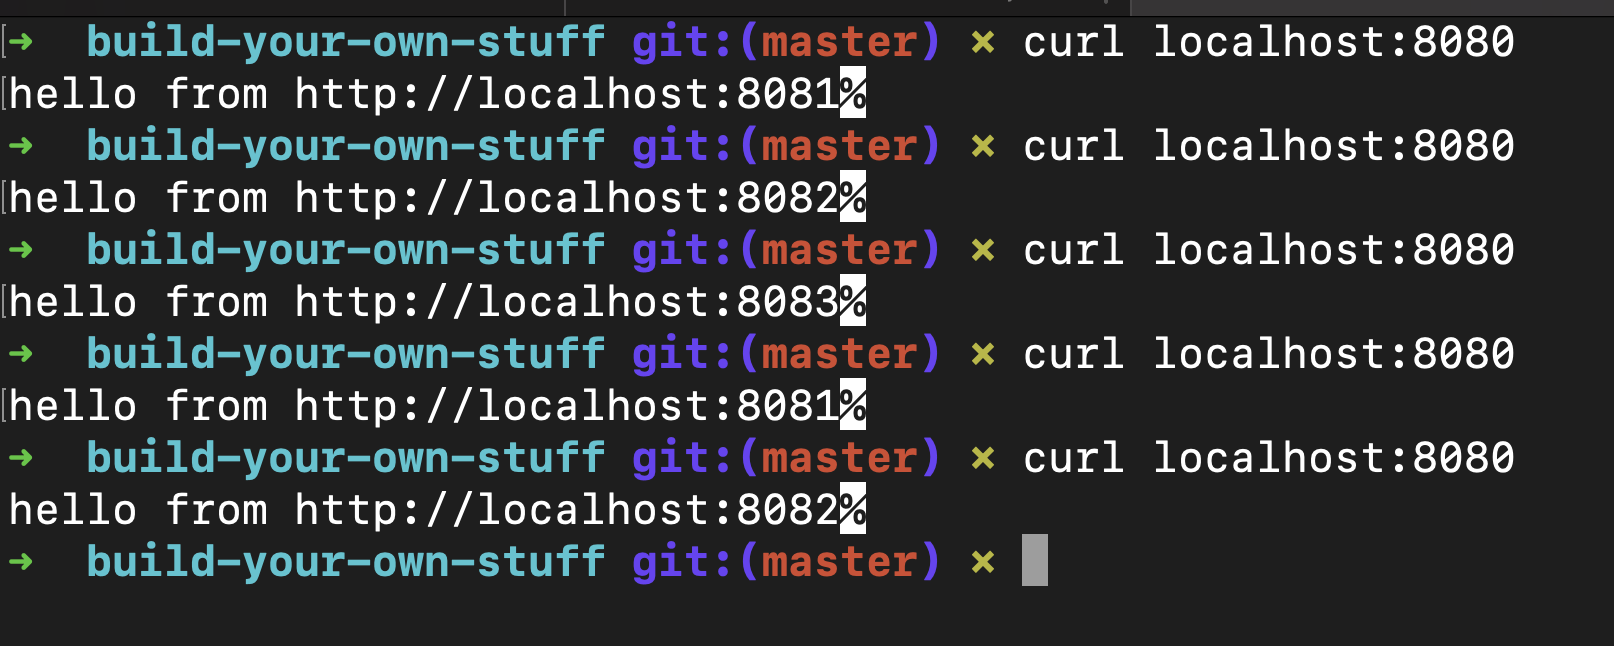 ➜  build-your-own-stuff git:(master) ✗ curl localhost:8080
hello from http://localhost:8081%
➜  build-your-own-stuff git:(master) ✗ curl localhost:8080
hello from http://localhost:8082%
➜  build-your-own-stuff git:(master) ✗ curl localhost:8080
hello from http://localhost:8083%
➜  build-your-own-stuff git:(master) ✗ curl localhost:8080
hello from http://localhost:8081%
➜  build-your-own-stuff git:(master) ✗ curl localhost:8080
hello from http://localhost:8082%
➜  build-your-own-stuff git:(master) ✗